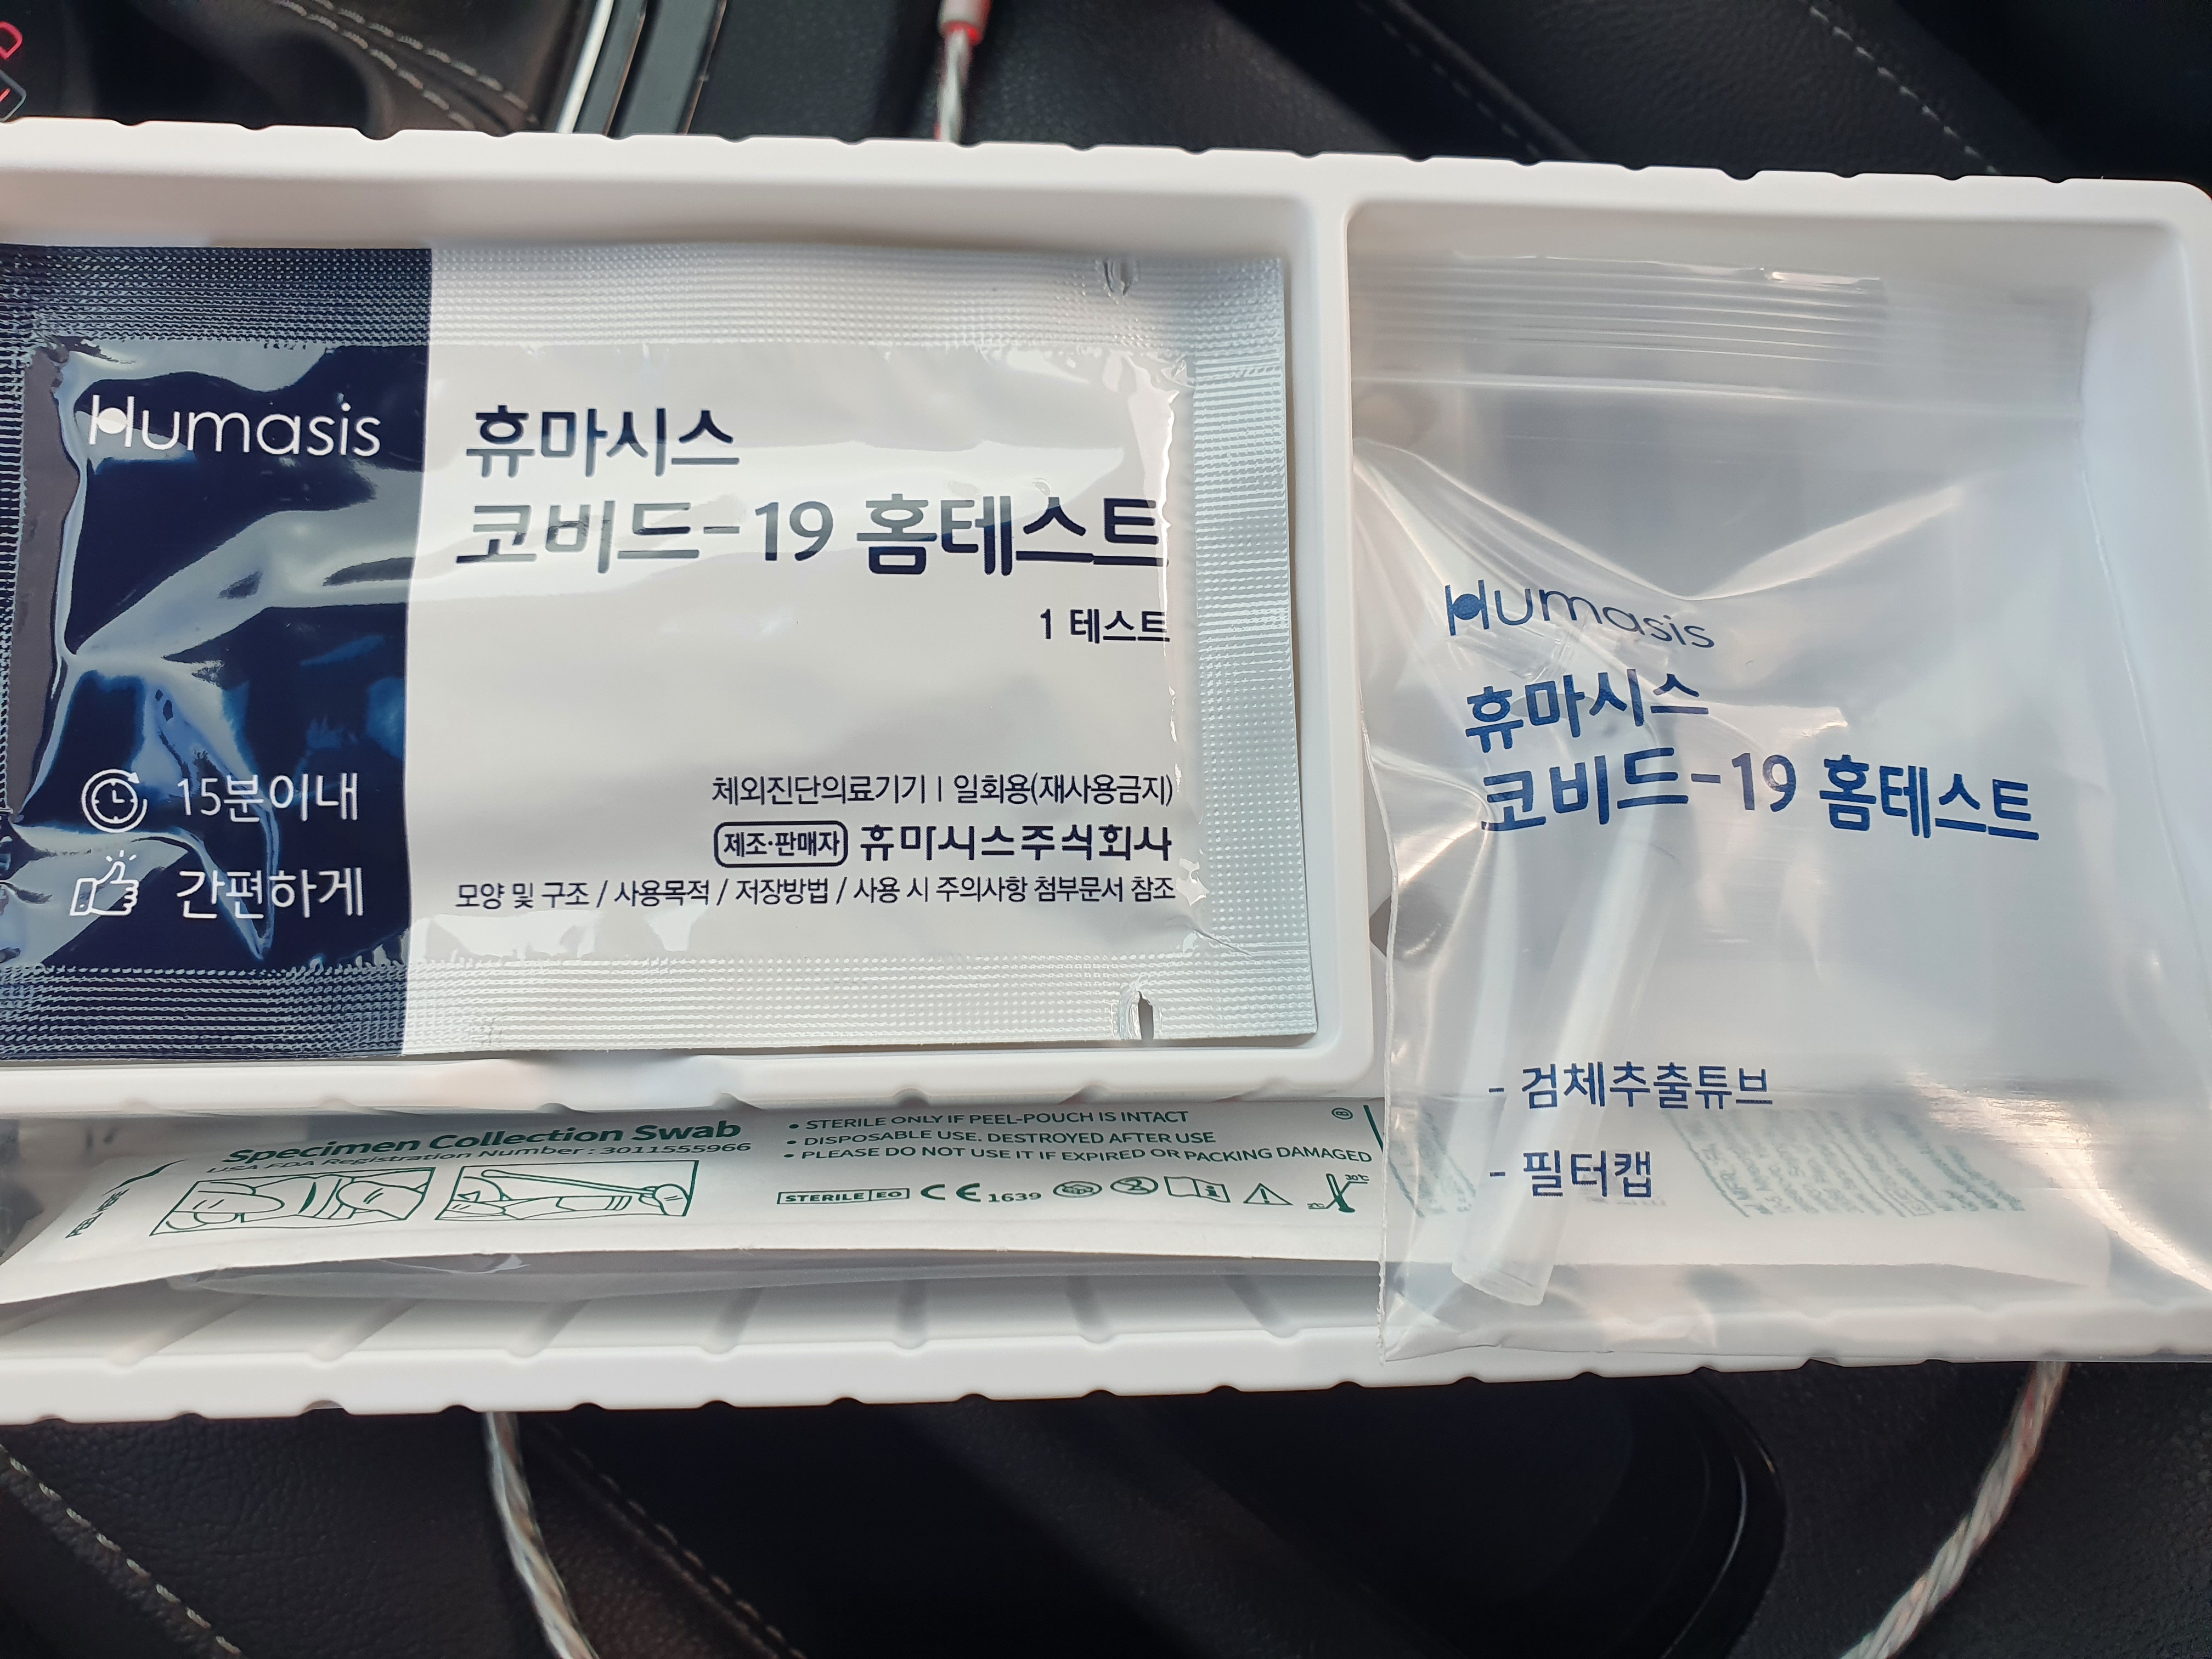 Humasis
휴마시스
코비드-19 홈테스트
1 테스트
15분이내
간편하게
체외진단의료기기 | 일회용(재사용금지)
제조·판매자 휴마시스주식회사
모양 및 구조 / 사용목적 / 저장방법 / 사용 시 주의사항 첨부문서 참조
Humasis
휴마시스
코비드-19 홈테스트
- 검체추출튜브
- 필터캡
Specimen Collection Swab
USA FDA Registration Number : 3011555966
• STERILE ONLY IF PEEL-POUCH IS INTACT
• DISPOSABLE USE. DESTROYED AFTER USE
• PLEASE DO NOT USE IT IF EXPIRED OR PACKING DAMAGED
STERILE EO CE 1639
30°C